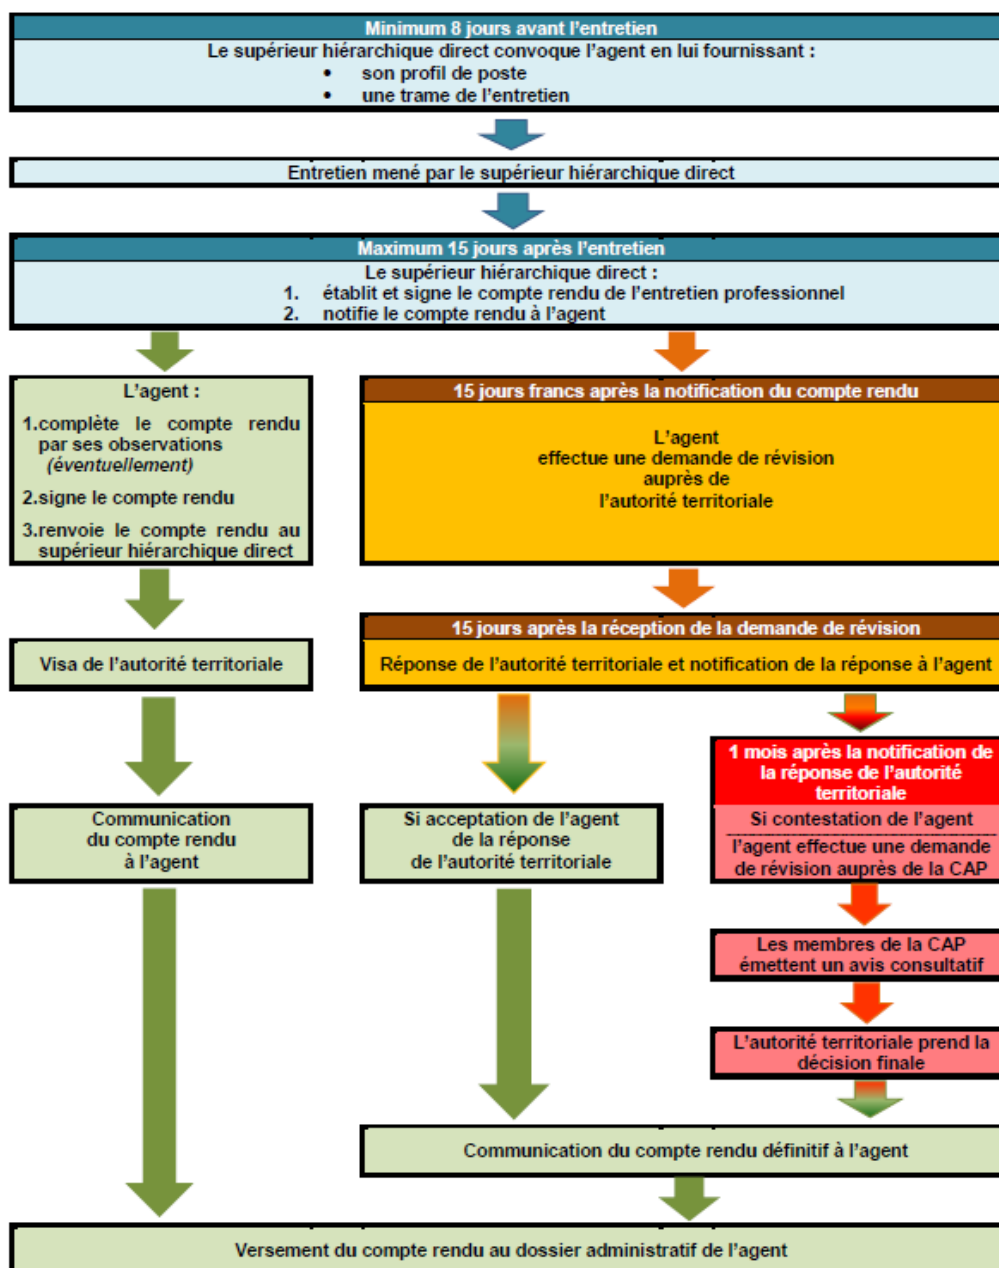 Minimum 8 jours avant l'entretien
Le supérieur hiérarchique direct convoque l'agent en lui fournissant :
• son profil de poste
• une trame de l'entretien
Entretien mené par le supérieur hiérarchique direct
Maximum 15 jours après l'entretien
Le supérieur hiérarchique direct :
1. établit et signe le compte rendu de l'entretien professionnel
2. notifie le compte rendu à l'agent
L'agent :
1.complète le compte rendu
par ses observations
(éventuellement)
2.signe le compte rendu
3.renvoie le compte rendu au
supérieur hiérarchique direct
15 jours francs après la notification du compte rendu
L'agent
effectue une demande de révision
auprès de
l'autorité territoriale
15 jours après la réception de la demande de révision
Réponse de l'autorité territoriale et notification de la réponse à l'agent
Visa de l'autorité territoriale
1 mois après la notification de
la réponse de l'autorité
territoriale
Si contestation de l'agent
l'agent effectue une demande
de révision auprès de la CAP
Communication
du compte rendu
à l'agent
Si acceptation de l'agent
de la réponse
de l'autorité territoriale
Les membres de la CAP
émettent un avis consultatif
L'autorité territoriale prend la
décision finale
Communication du compte rendu définitif à l'agent
Versement du compte rendu au dossier administratif de l'agent